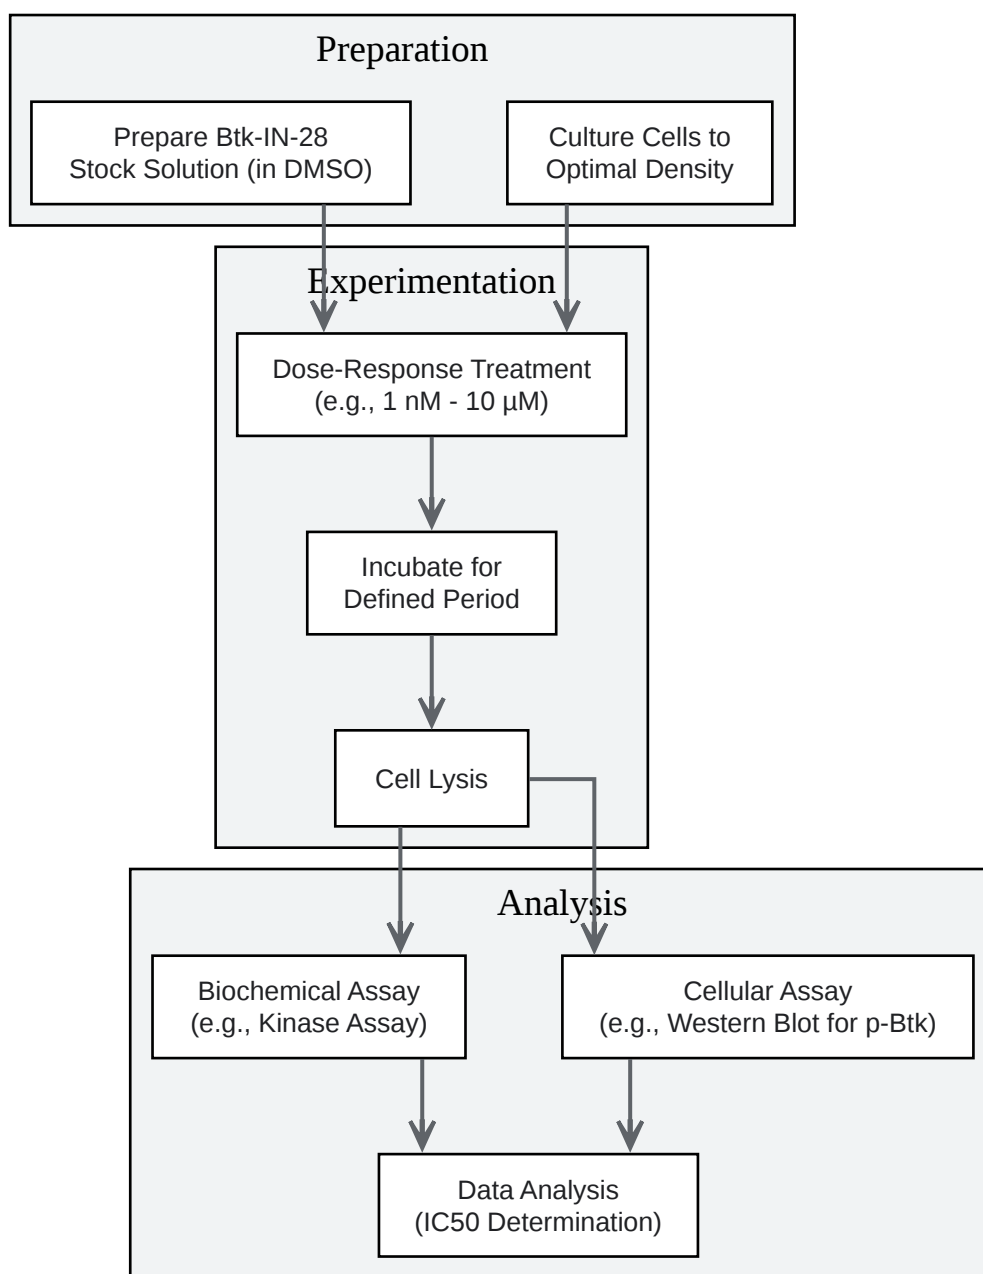 Preparation
Prepare Btk-IN-28
Stock Solution (in DMSO)
Culture Cells to
Optimal Density
Experimentation
Dose-Response Treatment
(e.g., 1 nM - 10 µM)
Incubate for
Defined Period
Cell Lysis
Analysis
Biochemical Assay
(e.g., Kinase Assay)
Cellular Assay
(e.g., Western Blot for p-Btk)
Data Analysis
(IC50 Determination)